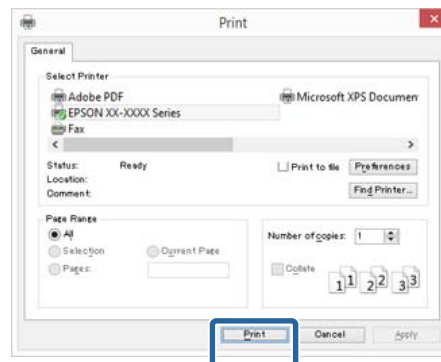 Print
General
Select Printer
Adobe PDF
Microsoft XPS Documen
EPSON XX-XXXX Series
Fax
Status: Ready
Print to file
Preferences
Location:
Comment:
Find Printer...
Page Range
All
Selection
Current Page
Pages:
Number of copies: 1
Collate
1 1 2 2 3 3
Print
Cancel
Apply